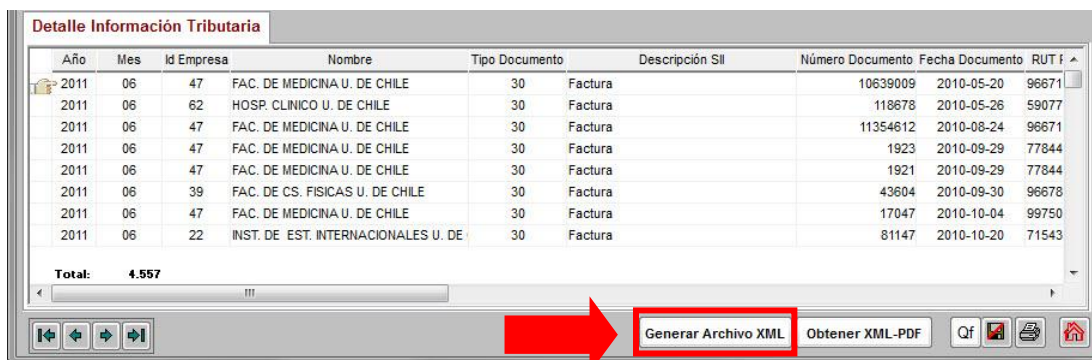 Detalle Información Tributaria
Año Mes Id Empresa Nombre Tipo Documento Descripción SII Número Documento Fecha Documento RUT
2011 06 47 FAC. DE MEDICINA U. DE CHILE 30 Factura 10639009 2010-05-20 96671
2011 06 62 HOSP. CLINICO U. DE CHILE 30 Factura 118678 2010-05-26 59077
2011 06 47 FAC. DE MEDICINA U. DE CHILE 30 Factura 11354612 2010-08-24 96671
2011 06 47 FAC. DE MEDICINA U. DE CHILE 30 Factura 1923 2010-09-29 77844
2011 06 47 FAC. DE MEDICINA U. DE CHILE 30 Factura 1921 2010-09-29 77844
2011 06 39 FAC. DE CS. FISICAS U. DE CHILE 30 Factura 43604 2010-09-30 96678
2011 06 47 FAC. DE MEDICINA U. DE CHILE 30 Factura 17047 2010-10-04 99750
2011 06 22 INST. DE EST. INTERNACIONALES U. DE 30 Factura 81147 2010-10-20 71543
Total: 4.557
Generar Archivo XML Obtener XML-PDF Qf